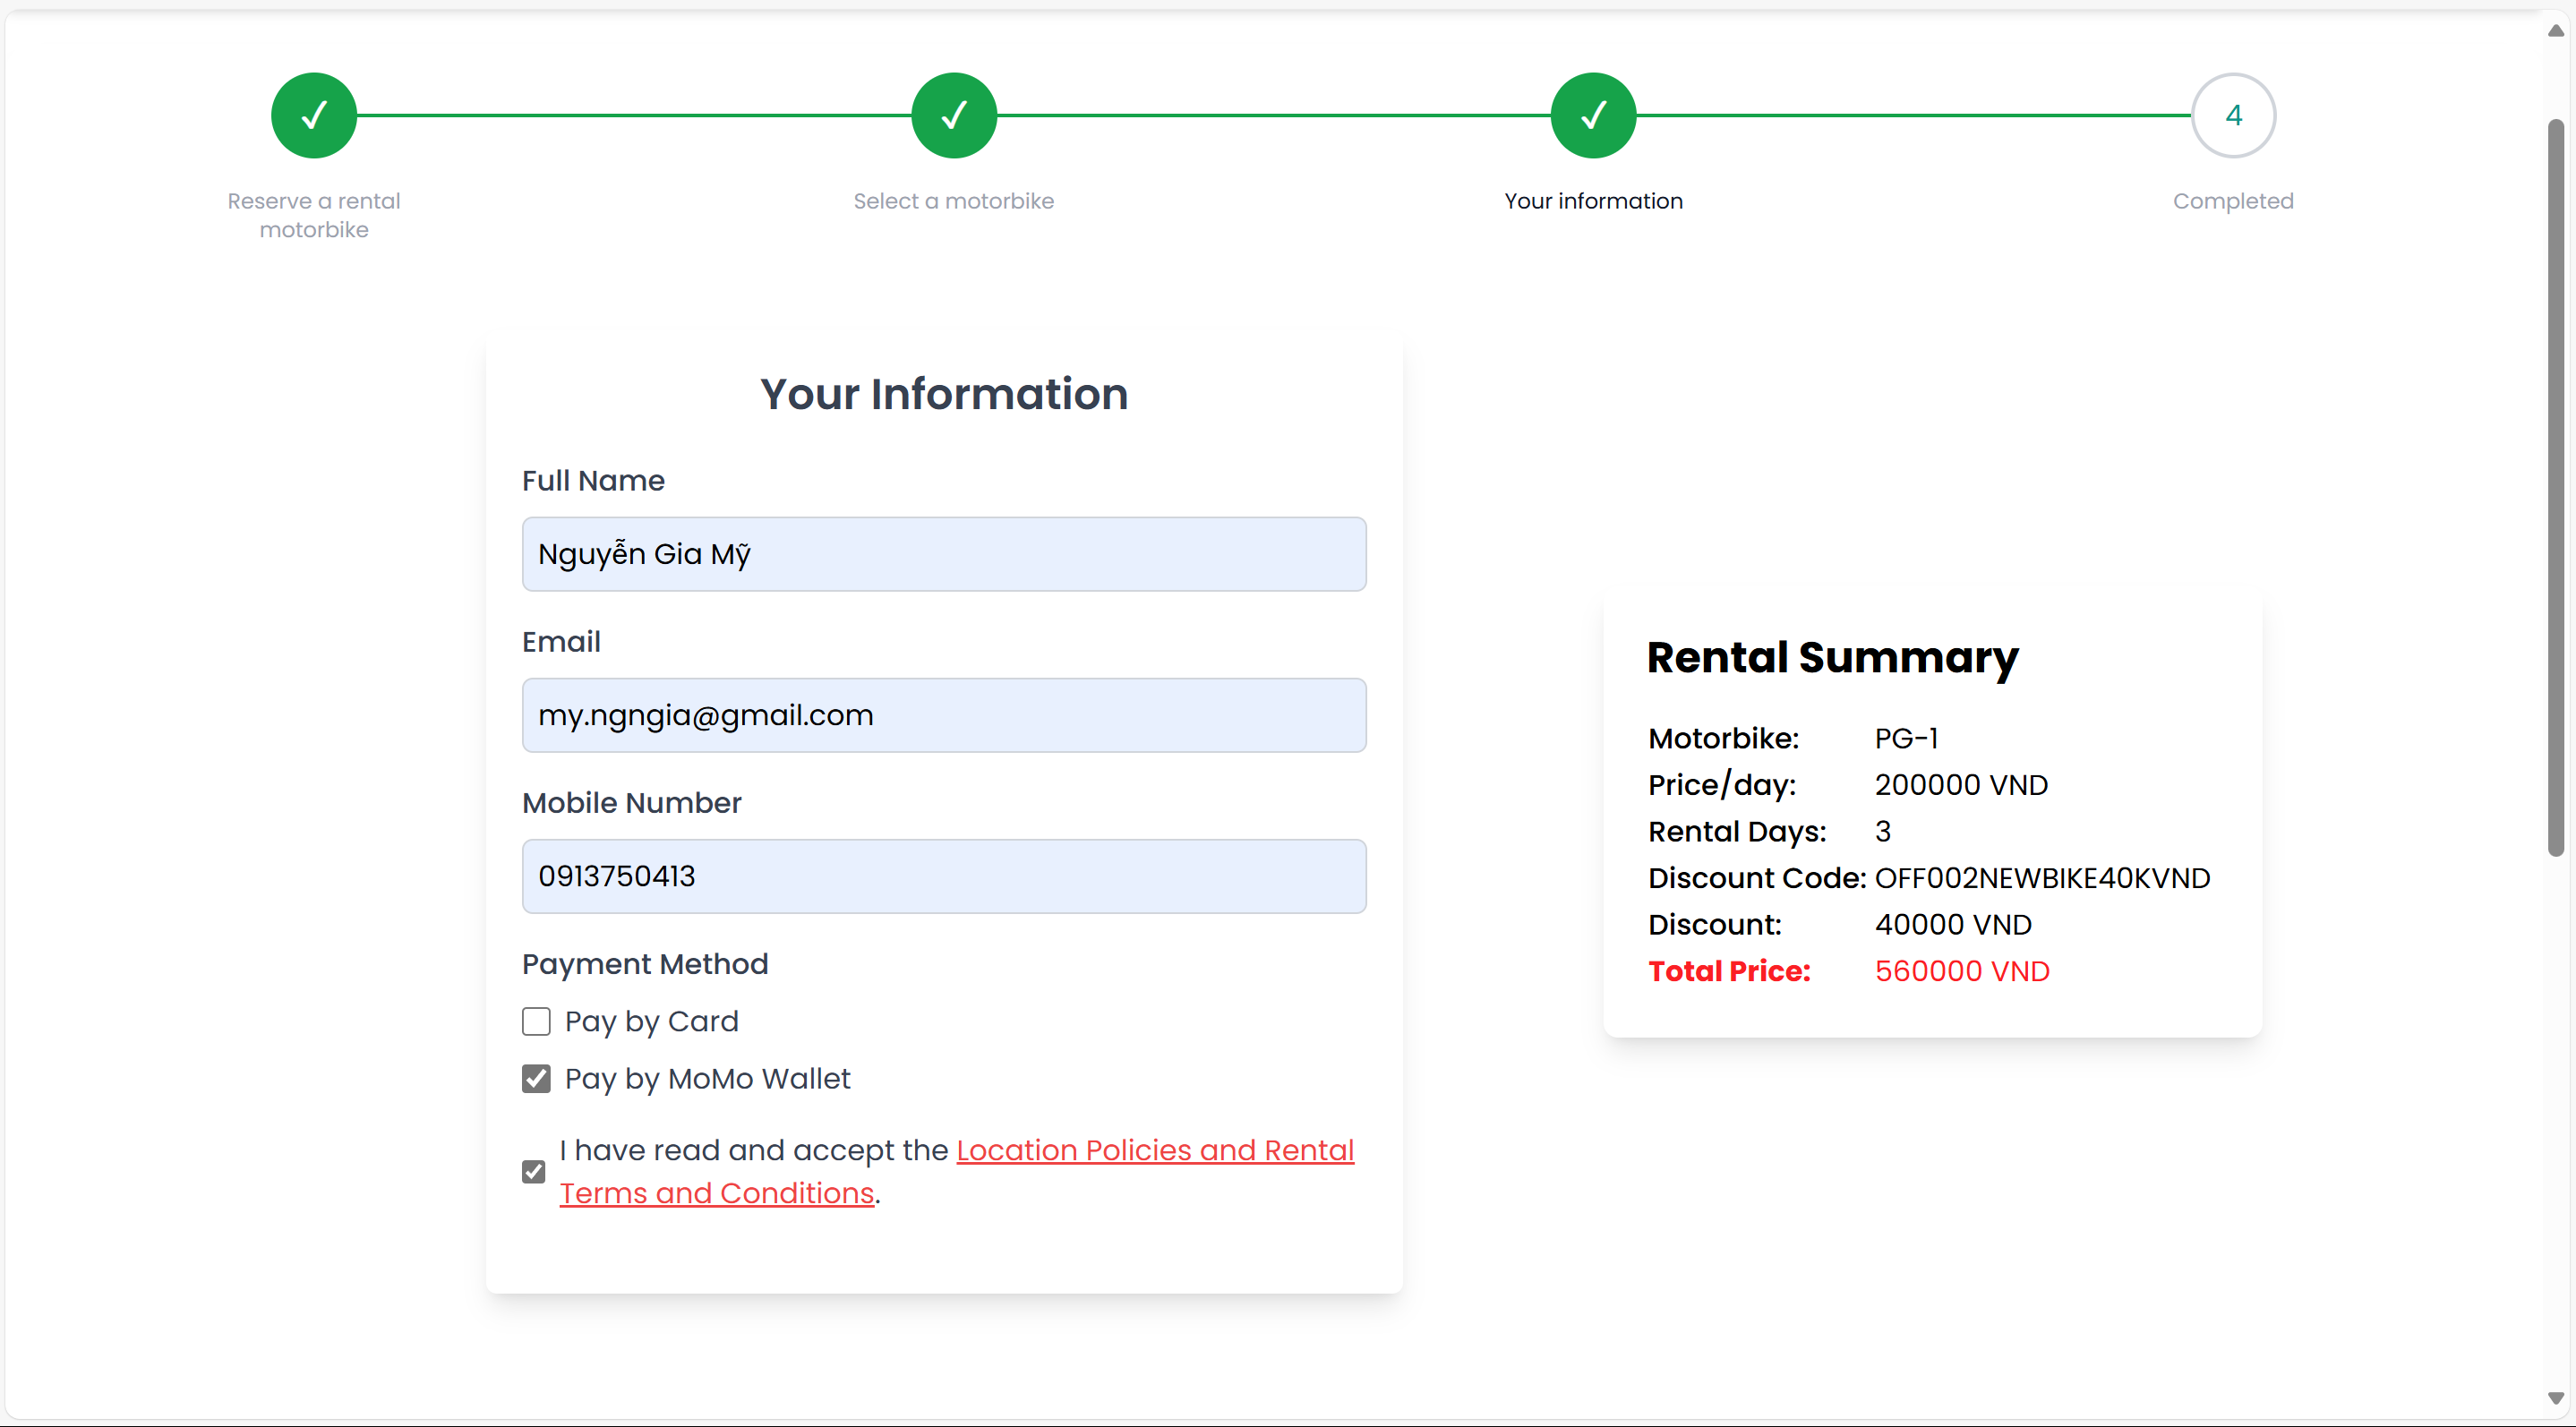 ✓
✓
✓
4
Reserve a rental
motorbike
Select a motorbike
Your information
Completed
Your Information
Full Name
Nguyễn Gia Mỹ
Email
my.ngngia@gmail.com
Mobile Number
0913750413
Payment Method
Pay by Card
Pay by MoMo Wallet
I have read and accept the Location Policies and Rental
Terms and Conditions.
Rental Summary
Motorbike: PG-1
Price/day: 200000 VND
Rental Days: 3
Discount Code: OFF002NEWBIKE40KVND
Discount: 40000 VND
Total Price: 560000 VND